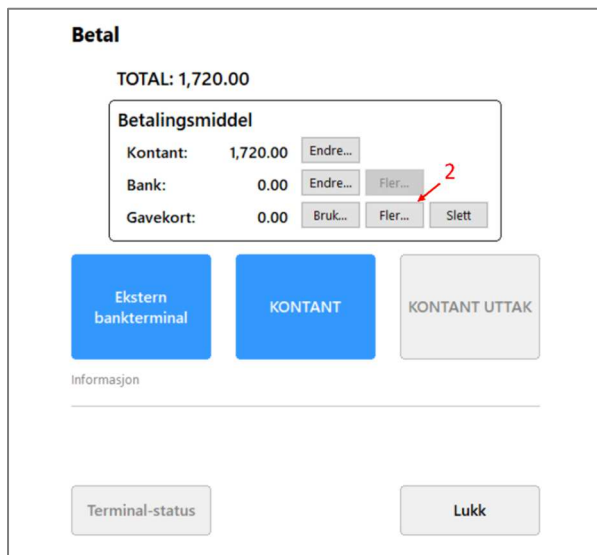 Betal
TOTAL: 1,720.00
Betalingsmiddel
Kontant: 1,720.00 Endre...
2
Bank: 0.00 Endre... Fler...
Gavekort: 0.00 Bruk... Fler... Slett
Ekstern
bankterminal
KONTANT
KONTANT UTTAK
Informasjon
Terminal-status
Lukk